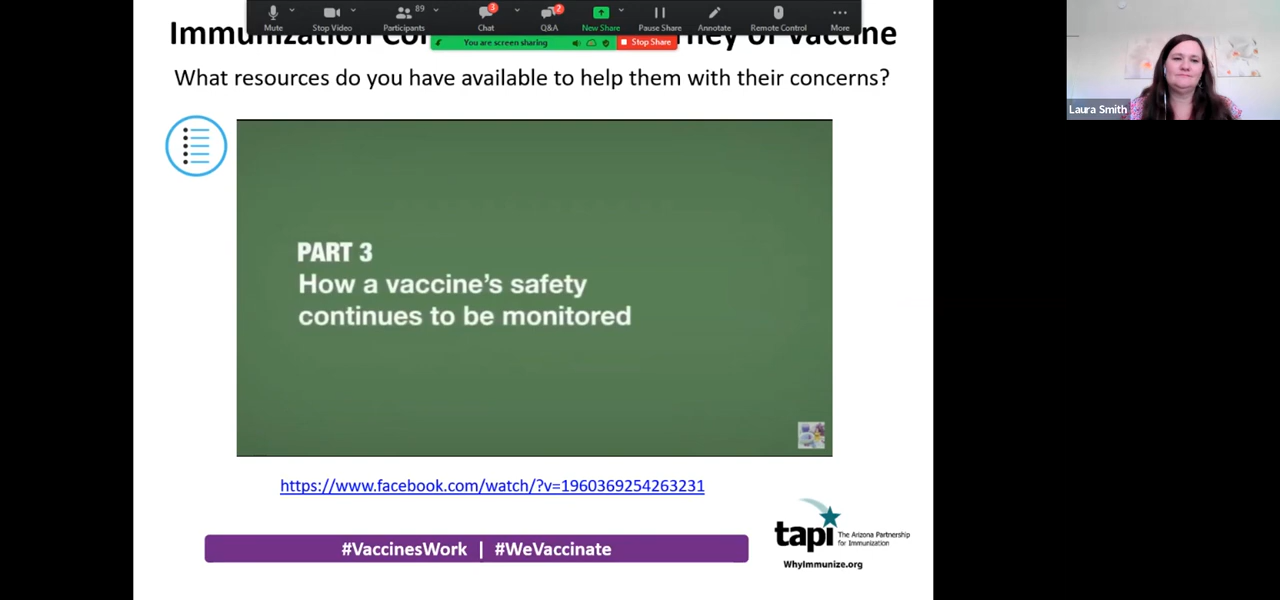 Mute
Stop Video
89
Participants
3
Chat
2
Q&A
New Share
Pause Share
Annotate
Remote Control
More
You are screen sharing
Stop Share
of vaccine
What resources do you have available to help them with their concerns?
Laura Smith
PART 3
How a vaccine's safety
continues to be monitored
https://www.facebook.com/watch/?v=1960369254263231
#VaccinesWork | #WeVaccinate
tapi
The Arizona Partnership
for Immunization
WhyImmunize.org